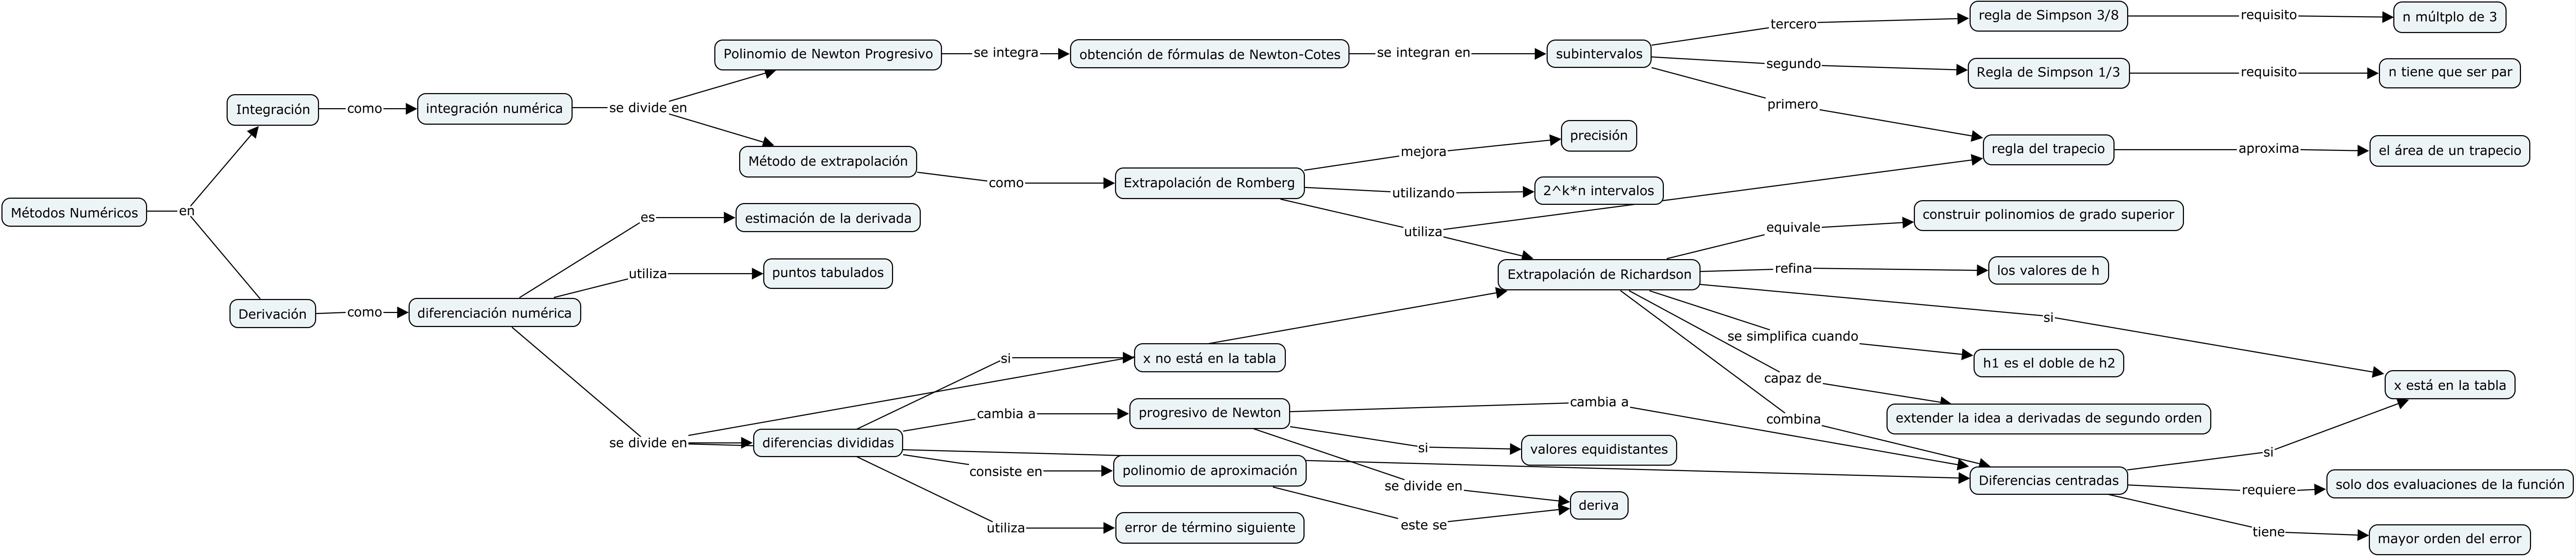 Métodos Numéricos
en
Integración
como
integración numérica
se divide en
Polinomio de Newton Progresivo
se integra
obtención de fórmulas de Newton-Cotes
se integran en
subintervalos
tercero
regla de Simpson 3/8
requisito
n múltplo de 3
segundo
Regla de Simpson 1/3
requisito
n tiene que ser par
primero
regla del trapecio
aproxima
el área de un trapecio
Método de extrapolación
como
Extrapolación de Romberg
mejora
precisión
utilizando
2^k*n intervalos
utiliza
Extrapolación de Richardson
equivale
construir polinomios de grado superior
refina
los valores de h
si
x está en la tabla
se simplifica cuando
h1 es el doble de h2
capaz de
extender la idea a derivadas de segundo orden
combina
Diferencias centradas
si
requiere
solo dos evaluaciones de la función
tiene
mayor orden del error
Derivación
como
diferenciación numérica
es
estimación de la derivada
utiliza
puntos tabulados
se divide en
diferencias divididas
si
x no está en la tabla
cambia a
progresivo de Newton
cambia a
si
valores equidistantes
se divide en
deriva
consiste en
polinomio de aproximación
este se
utiliza
error de término siguiente